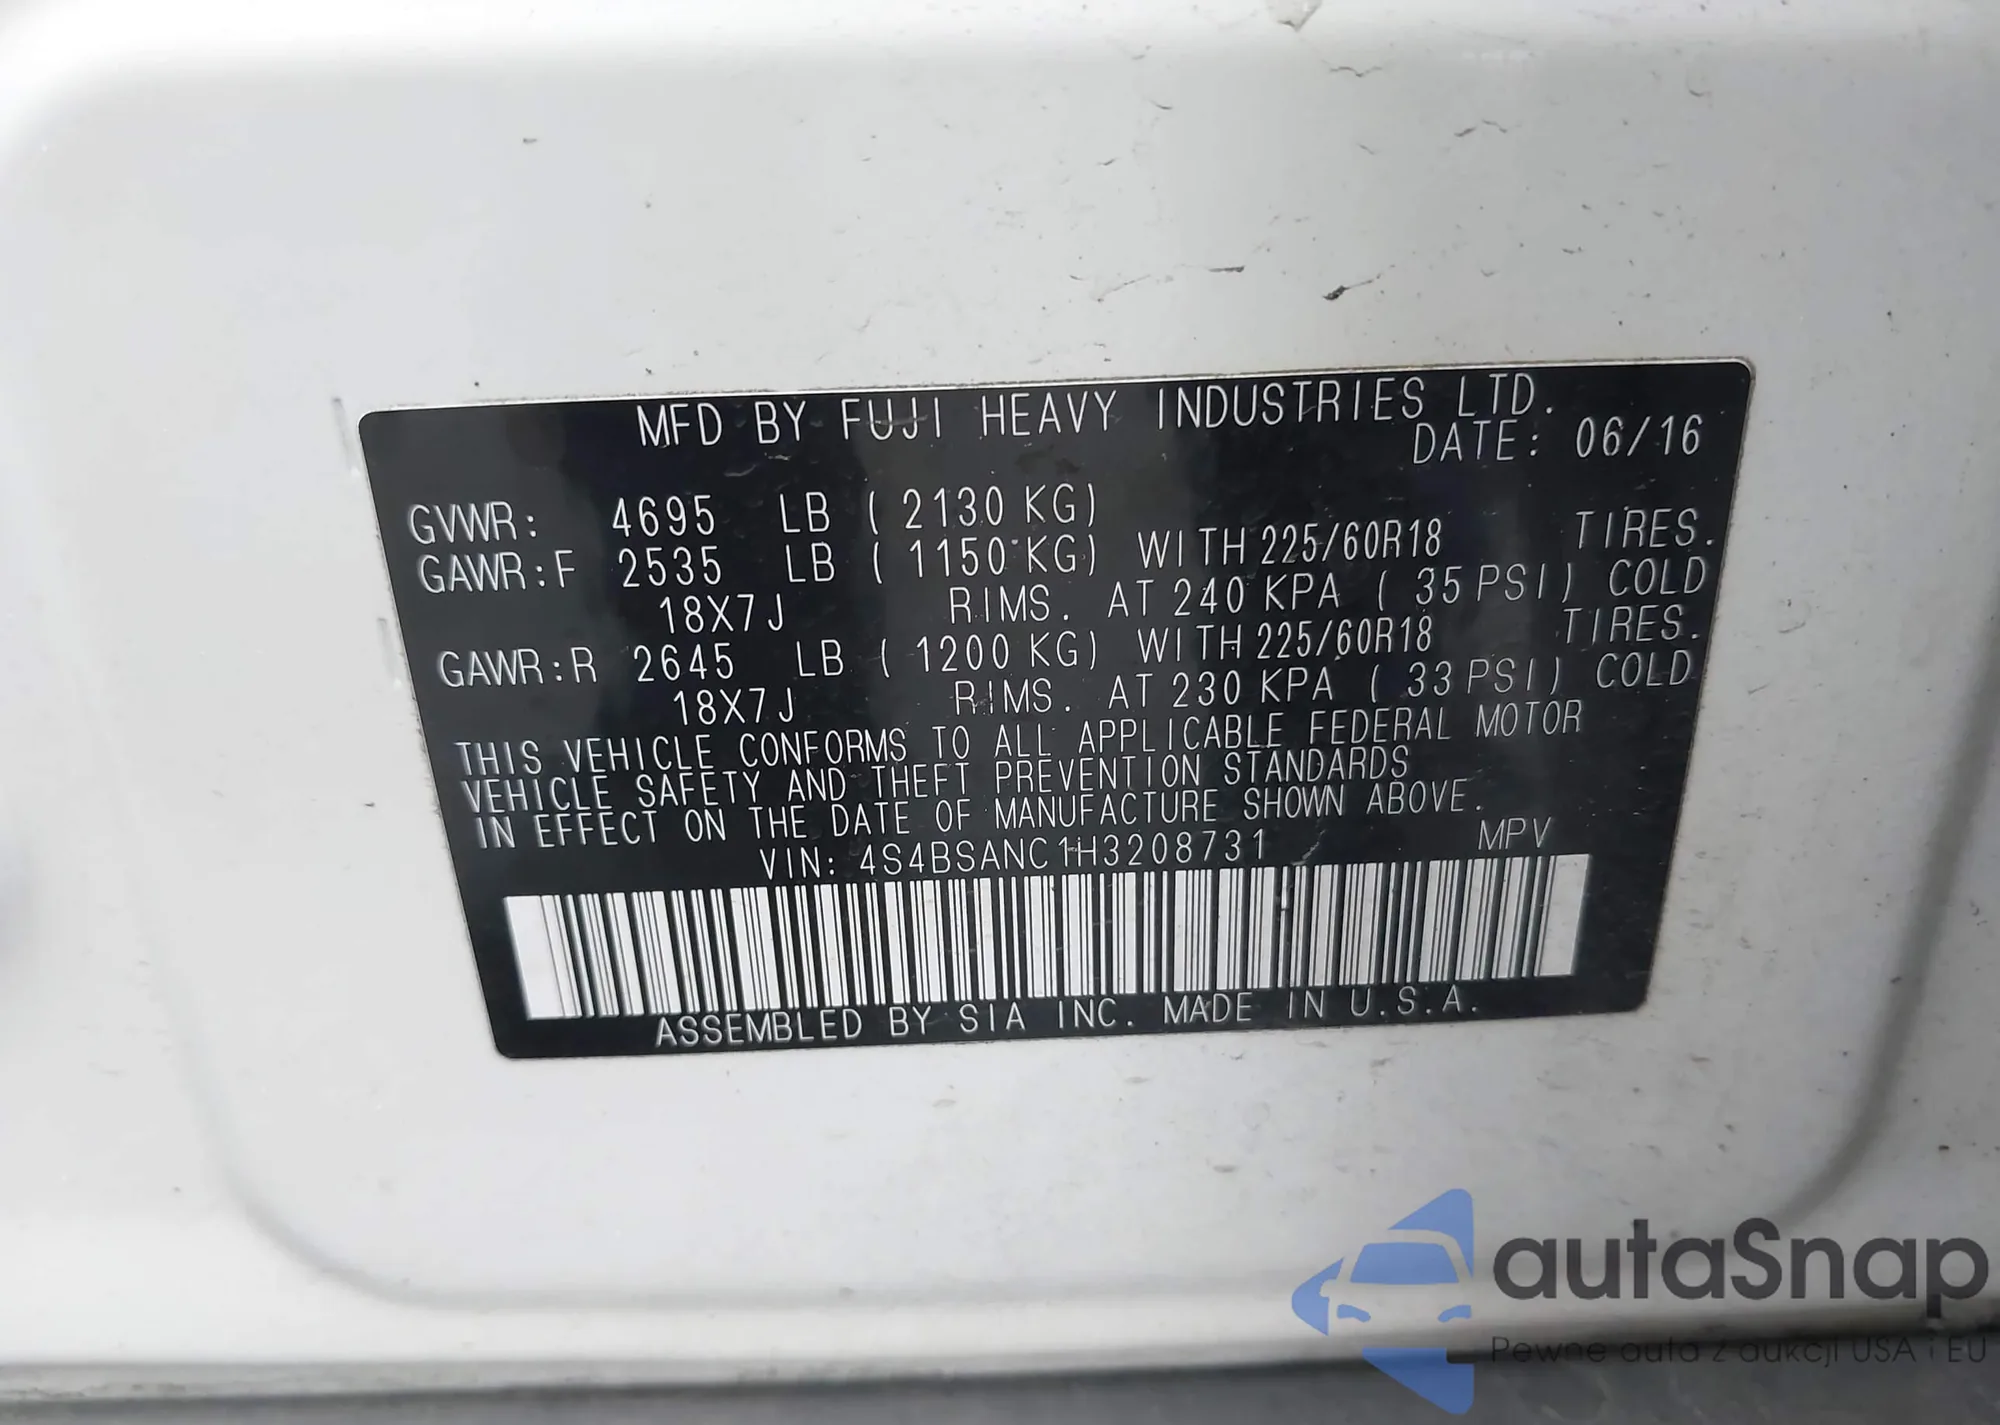 MFD BY FUJI HEAVY INDUSTRIES LTD.
DATE: 06/16
GVWR: 4695 LB ( 2130 KG)
GAWR:F 2535 LB ( 1150 KG) WITH 225/60R18 TIRES.
18X7J RIMS. AT 240 KPA ( 35 PSI) COLD
GAWR:R 2645 LB ( 1200 KG) WITH 225/60R18 TIRES.
18X7J RIMS. AT 230 KPA ( 33 PSI) COLD
THIS VEHICLE CONFORMS TO ALL APPLICABLE FEDERAL MOTOR
VEHICLE SAFETY AND THEFT PREVENTION STANDARDS
IN EFFECT ON THE DATE OF MANUFACTURE SHOWN ABOVE.
VIN: 4S4BSANC1H3208731 MPV
ASSEMBLED BY SIA INC. MADE IN U.S.A.
autaSnap
Pewne auta z aukcji USA i EU